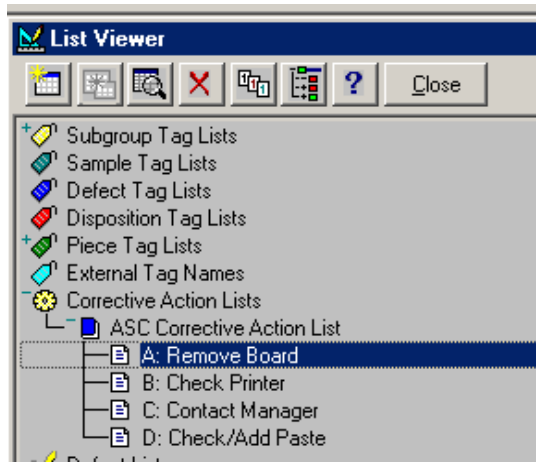 List Viewer
? Close
Subgroup Tag Lists
Sample Tag Lists
Defect Tag Lists
Disposition Tag Lists
Piece Tag Lists
External Tag Names
Corrective Action Lists
ASC Corrective Action List
A: Remove Board
B: Check Printer
C: Contact Manager
D: Check/Add Paste